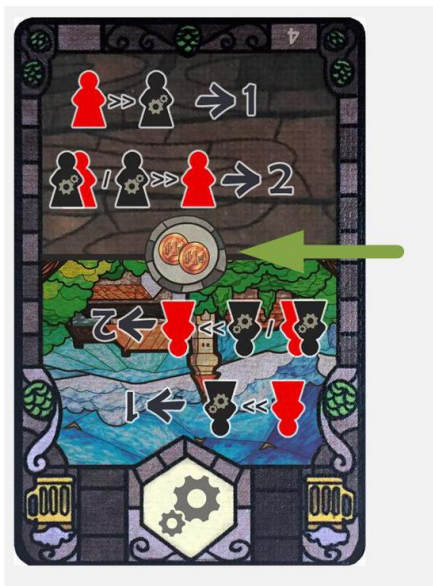 4
» → 1
/ » → 2
2 ← « /
1 ← «